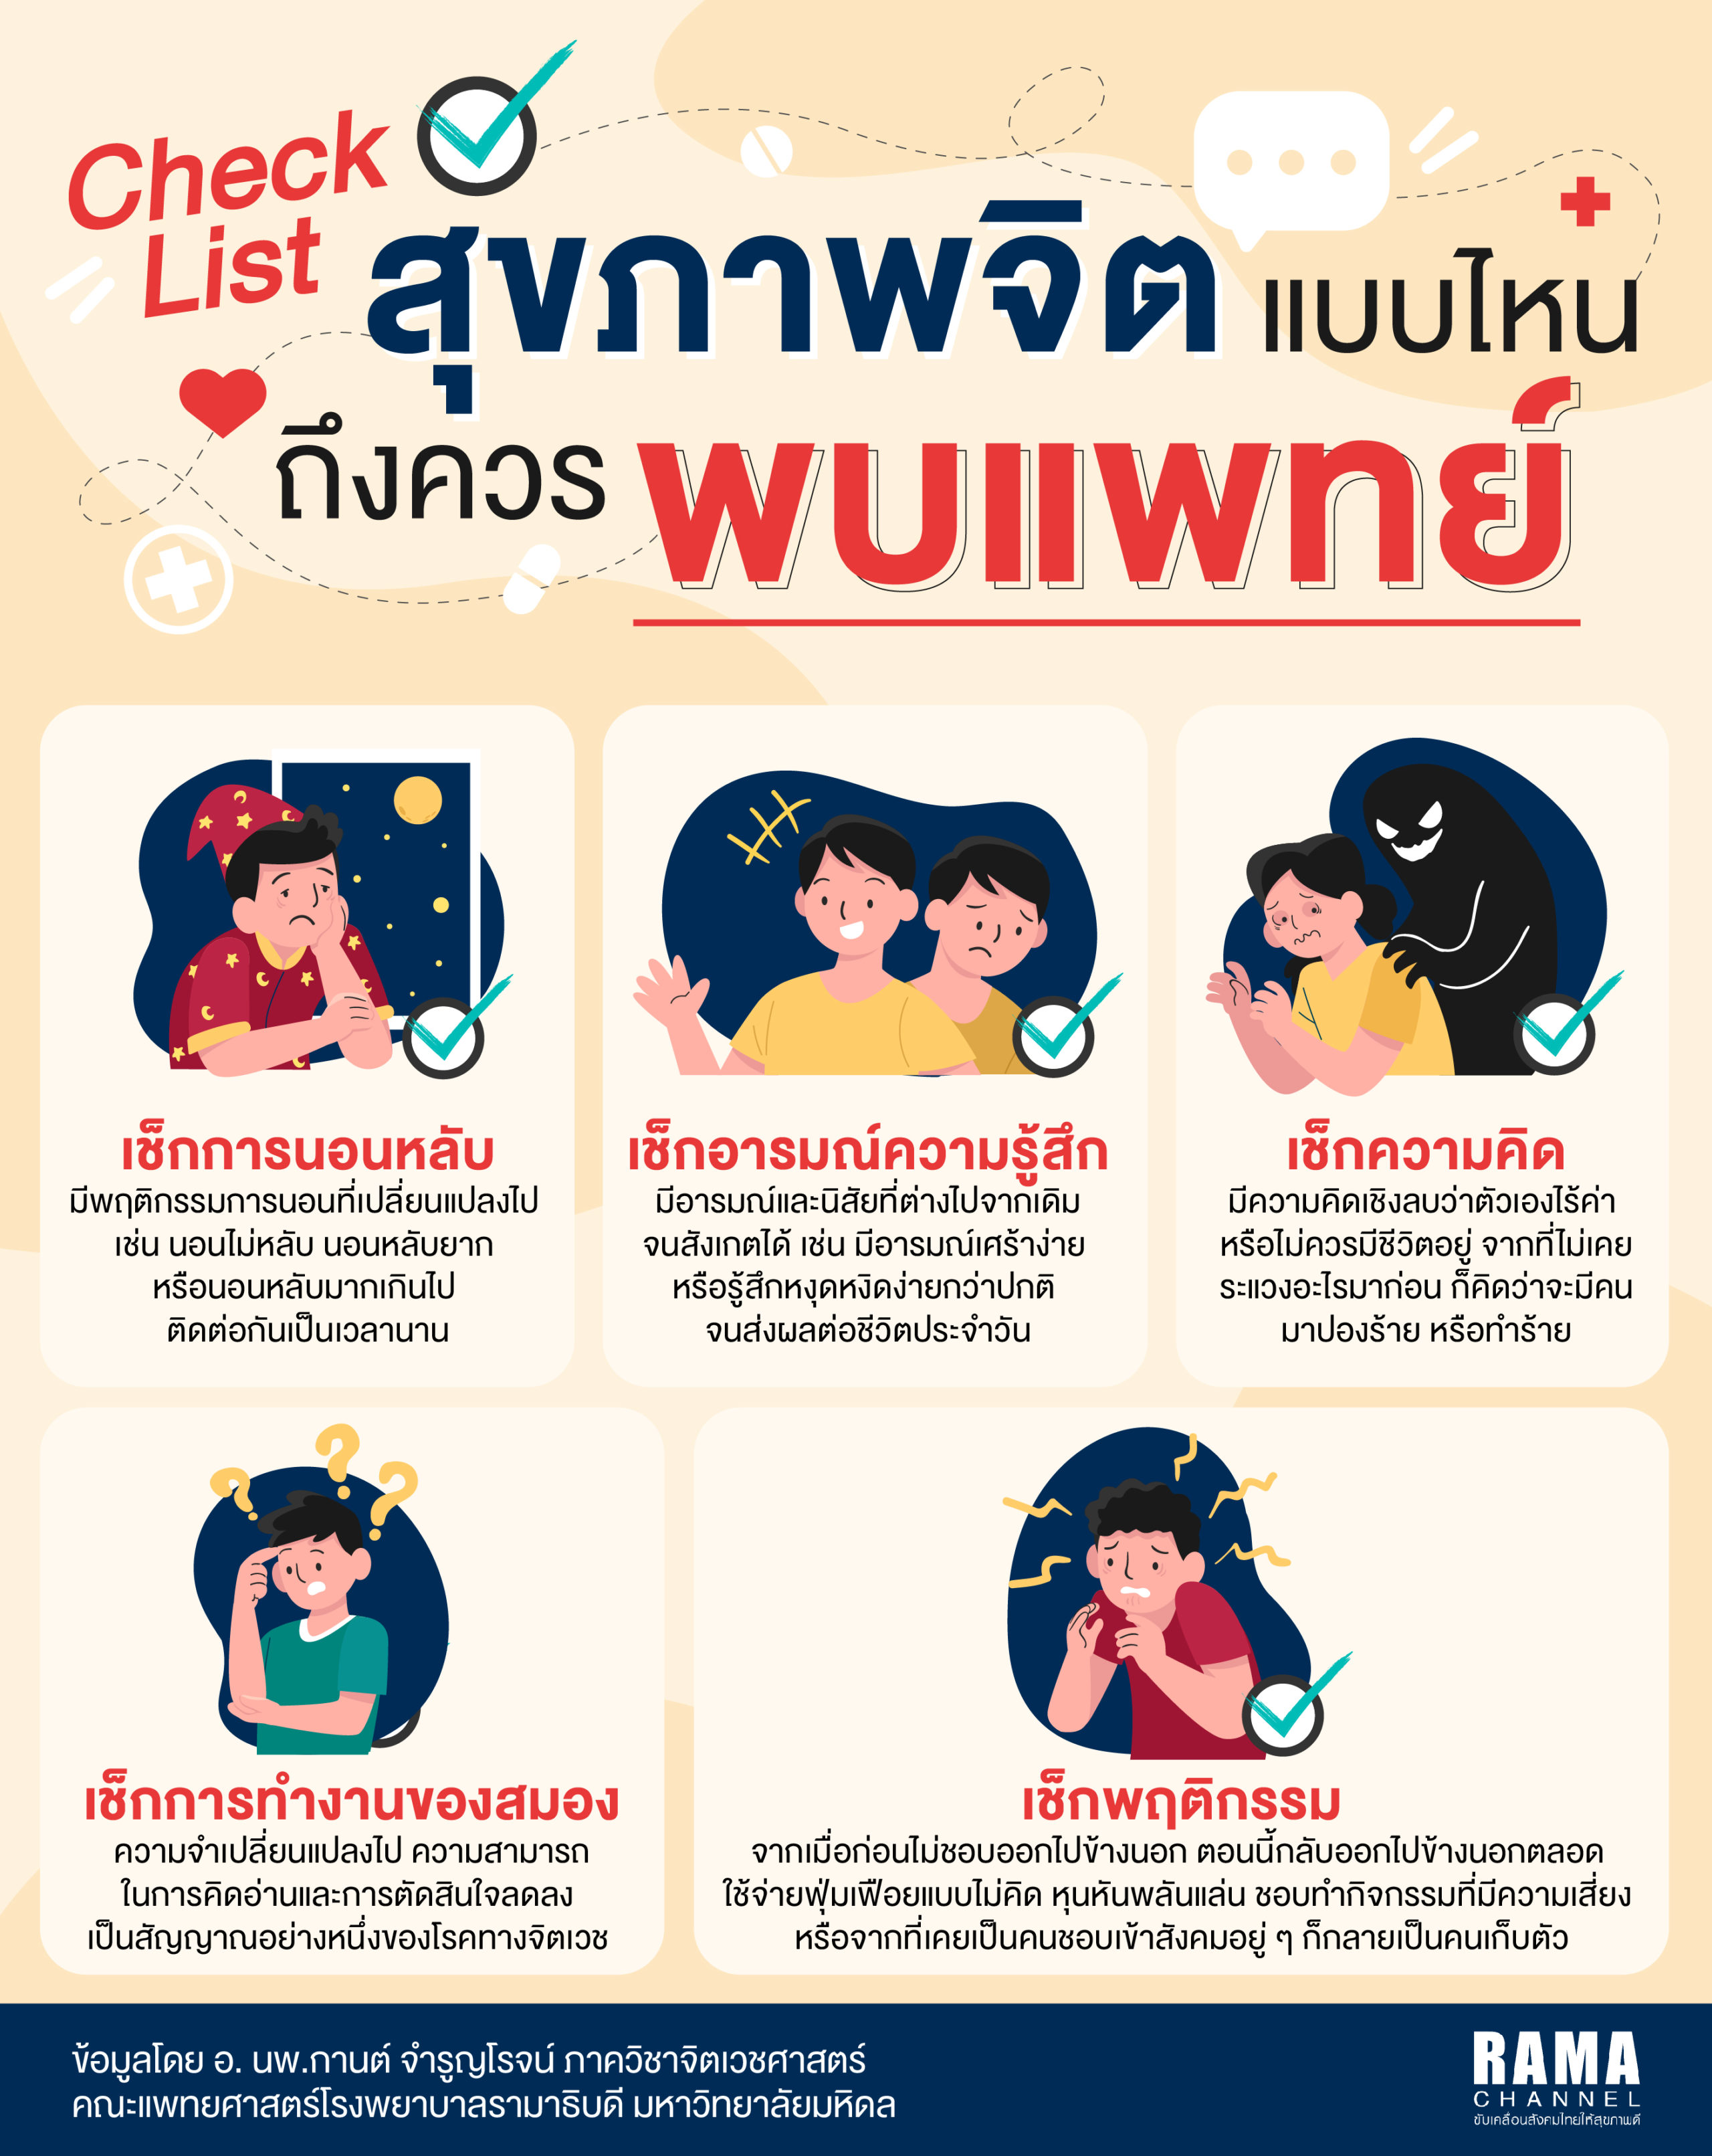 Check
List
สุขภาพจิต แบบไหน
ถึงควร พบแพทย์
เช็กการนอนหลับ
มีพฤติกรรมการนอนที่เปลี่ยนแปลงไป
เช่น นอนไม่หลับ นอนหลับยาก
หรือนอนหลับมากเกินไป
ติดต่อกันเป็นเวลานาน
เช็กอารมณ์ความรู้สึก
มีอารมณ์และนิสัยที่ต่างไปจากเดิม
จนสังเกตได้ เช่น มีอารมณ์เศร้าง่าย
หรือรู้สึกหงุดหงิดง่ายกว่าปกติ
จนส่งผลต่อชีวิตประจำวัน
เช็กความคิด
มีความคิดเชิงลบว่าตัวเองไร้ค่า
หรือไม่ควรมีชีวิตอยู่ จากที่ไม่เคย
ระแวงอะไรมาก่อน ก็คิดว่าจะมีคน
มาปองร้าย หรือทำร้าย
เช็กการทำงานของสมอง
ความจำเปลี่ยนแปลงไป ความสามารถ
ในการคิดอ่านและการตัดสินใจลดลง
เป็นสัญญาณอย่างหนึ่งของโรคทางจิตเวช
เช็กพฤติกรรม
จากเมื่อก่อนไม่ชอบออกไปข้างนอก ตอนนี้กลับออกไปข้างนอกตลอด
ใช้จ่ายฟุ่มเฟือยแบบไม่คิด หุนหันพลันแล่น ชอบทำกิจกรรมที่มีความเสี่ยง
หรือจากที่เคยเป็นคนชอบเข้าสังคมอยู่ ๆ ก็กลายเป็นคนเก็บตัว
ข้อมูลโดย อ. นพ.กานต์ จำรูญโรจน์ ภาควิชาจิตเวชศาสตร์
คณะแพทยศาสตร์โรงพยาบาลรามาธิบดี มหาวิทยาลัยมหิดล
RAMA
CHANNEL
ขับเคลื่อนสังคมไทยให้สุขภาพดี